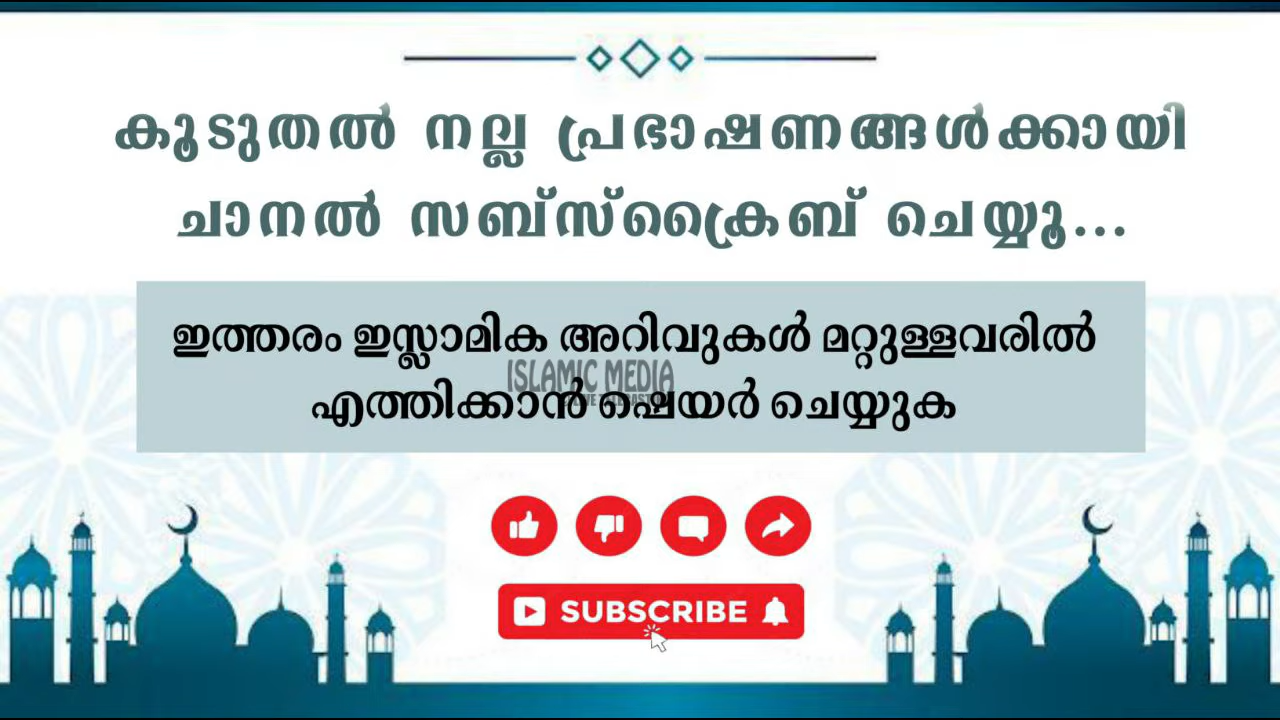 കൂടുതൽ നല്ല പ്രഭാഷണങ്ങൾക്കായി
ചാനൽ സബ്സ്ക്രൈബ് ചെയ്യൂ...
ഇത്തരം ഇസ്ലാമിക അറിവുകൾ മറ്റുള്ളവരിൽ
ISLAMIC MEDIA
എത്തിക്കാൻ ഷെയർ ചെയ്യുക
SUBSCRIBE